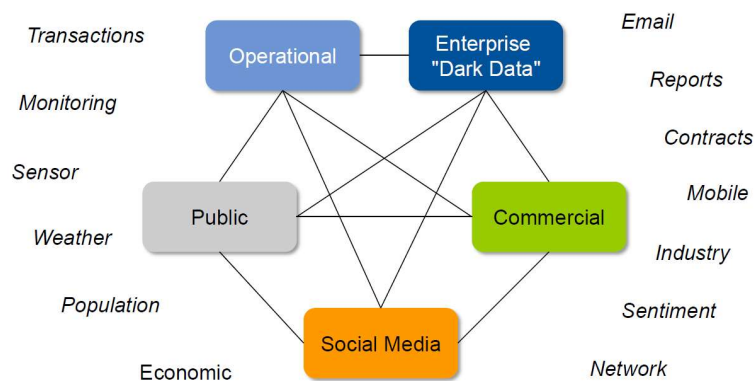 Transactions
Operational
Enterprise
"Dark Data"
Email
Monitoring
Reports
Contracts
Sensor
Public
Commercial
Mobile
Weather
Industry
Population
Social Media
Sentiment
Economic
Network